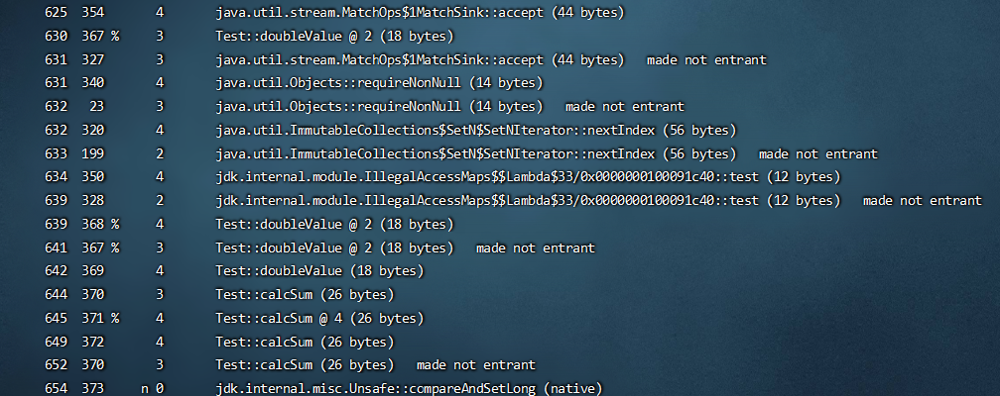 625 354 4 java.util.stream.MatchOps$1MatchSink::accept (44 bytes)
630 367 % 3 Test::doubleValue @ 2 (18 bytes)
631 327 3 java.util.stream.MatchOps$1MatchSink::accept (44 bytes) made not entrant
631 340 4 java.util.Objects::requireNonNull (14 bytes)
632 23 3 java.util.Objects::requireNonNull (14 bytes) made not entrant
632 320 4 java.util.ImmutableCollections$SetN$SetNIterator::nextIndex (56 bytes)
633 199 2 java.util.ImmutableCollections$SetN$SetNIterator::nextIndex (56 bytes) made not entrant
634 350 4 jdk.internal.module.IllegalAccessMaps$$Lambda$33/0x0000000100091c40::test (12 bytes)
639 328 2 jdk.internal.module.IllegalAccessMaps$$Lambda$33/0x0000000100091c40::test (12 bytes) made not entrant
639 368 % 4 Test::doubleValue @ 2 (18 bytes)
641 367 % 3 Test::doubleValue @ 2 (18 bytes) made not entrant
642 369 4 Test::doubleValue (18 bytes)
644 370 3 Test::calcSum (26 bytes)
645 371 % 4 Test::calcSum @ 4 (26 bytes)
649 372 4 Test::calcSum (26 bytes)
652 370 3 Test::calcSum (26 bytes) made not entrant
654 373 n 0 jdk.internal.misc.Unsafe::compareAndSetLong (native)